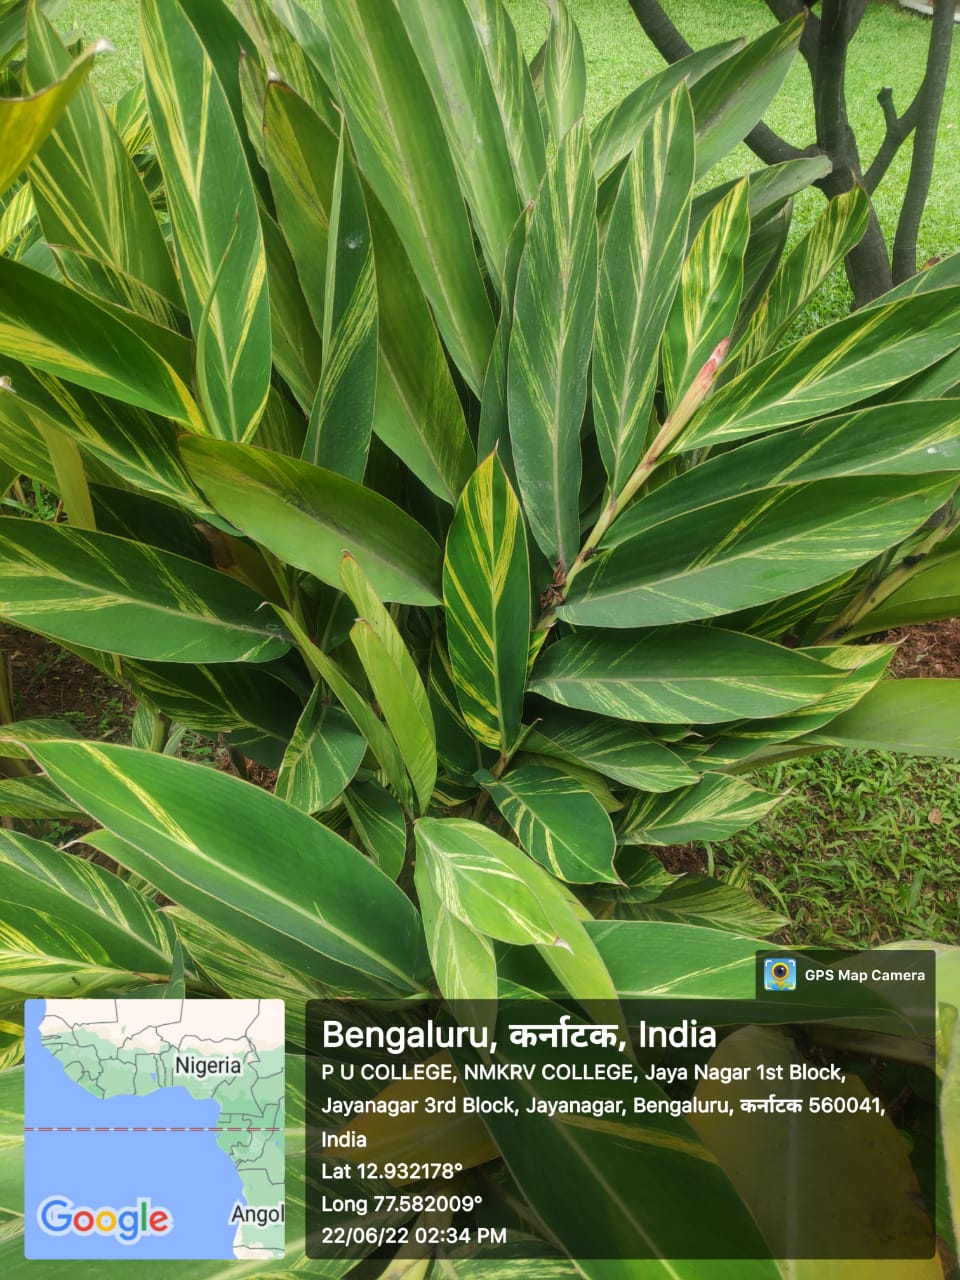 GPS Map Camera
Nigeria
Angol
Google
Bengaluru, कर्नाटक, India
P U COLLEGE, NMKRV COLLEGE, Jaya Nagar 1st Block,
Jayanagar 3rd Block, Jayanagar, Bengaluru, कर्नाटक 560041,
India
Lat 12.932178°
Long 77.582009°
22/06/22 02:34 PM